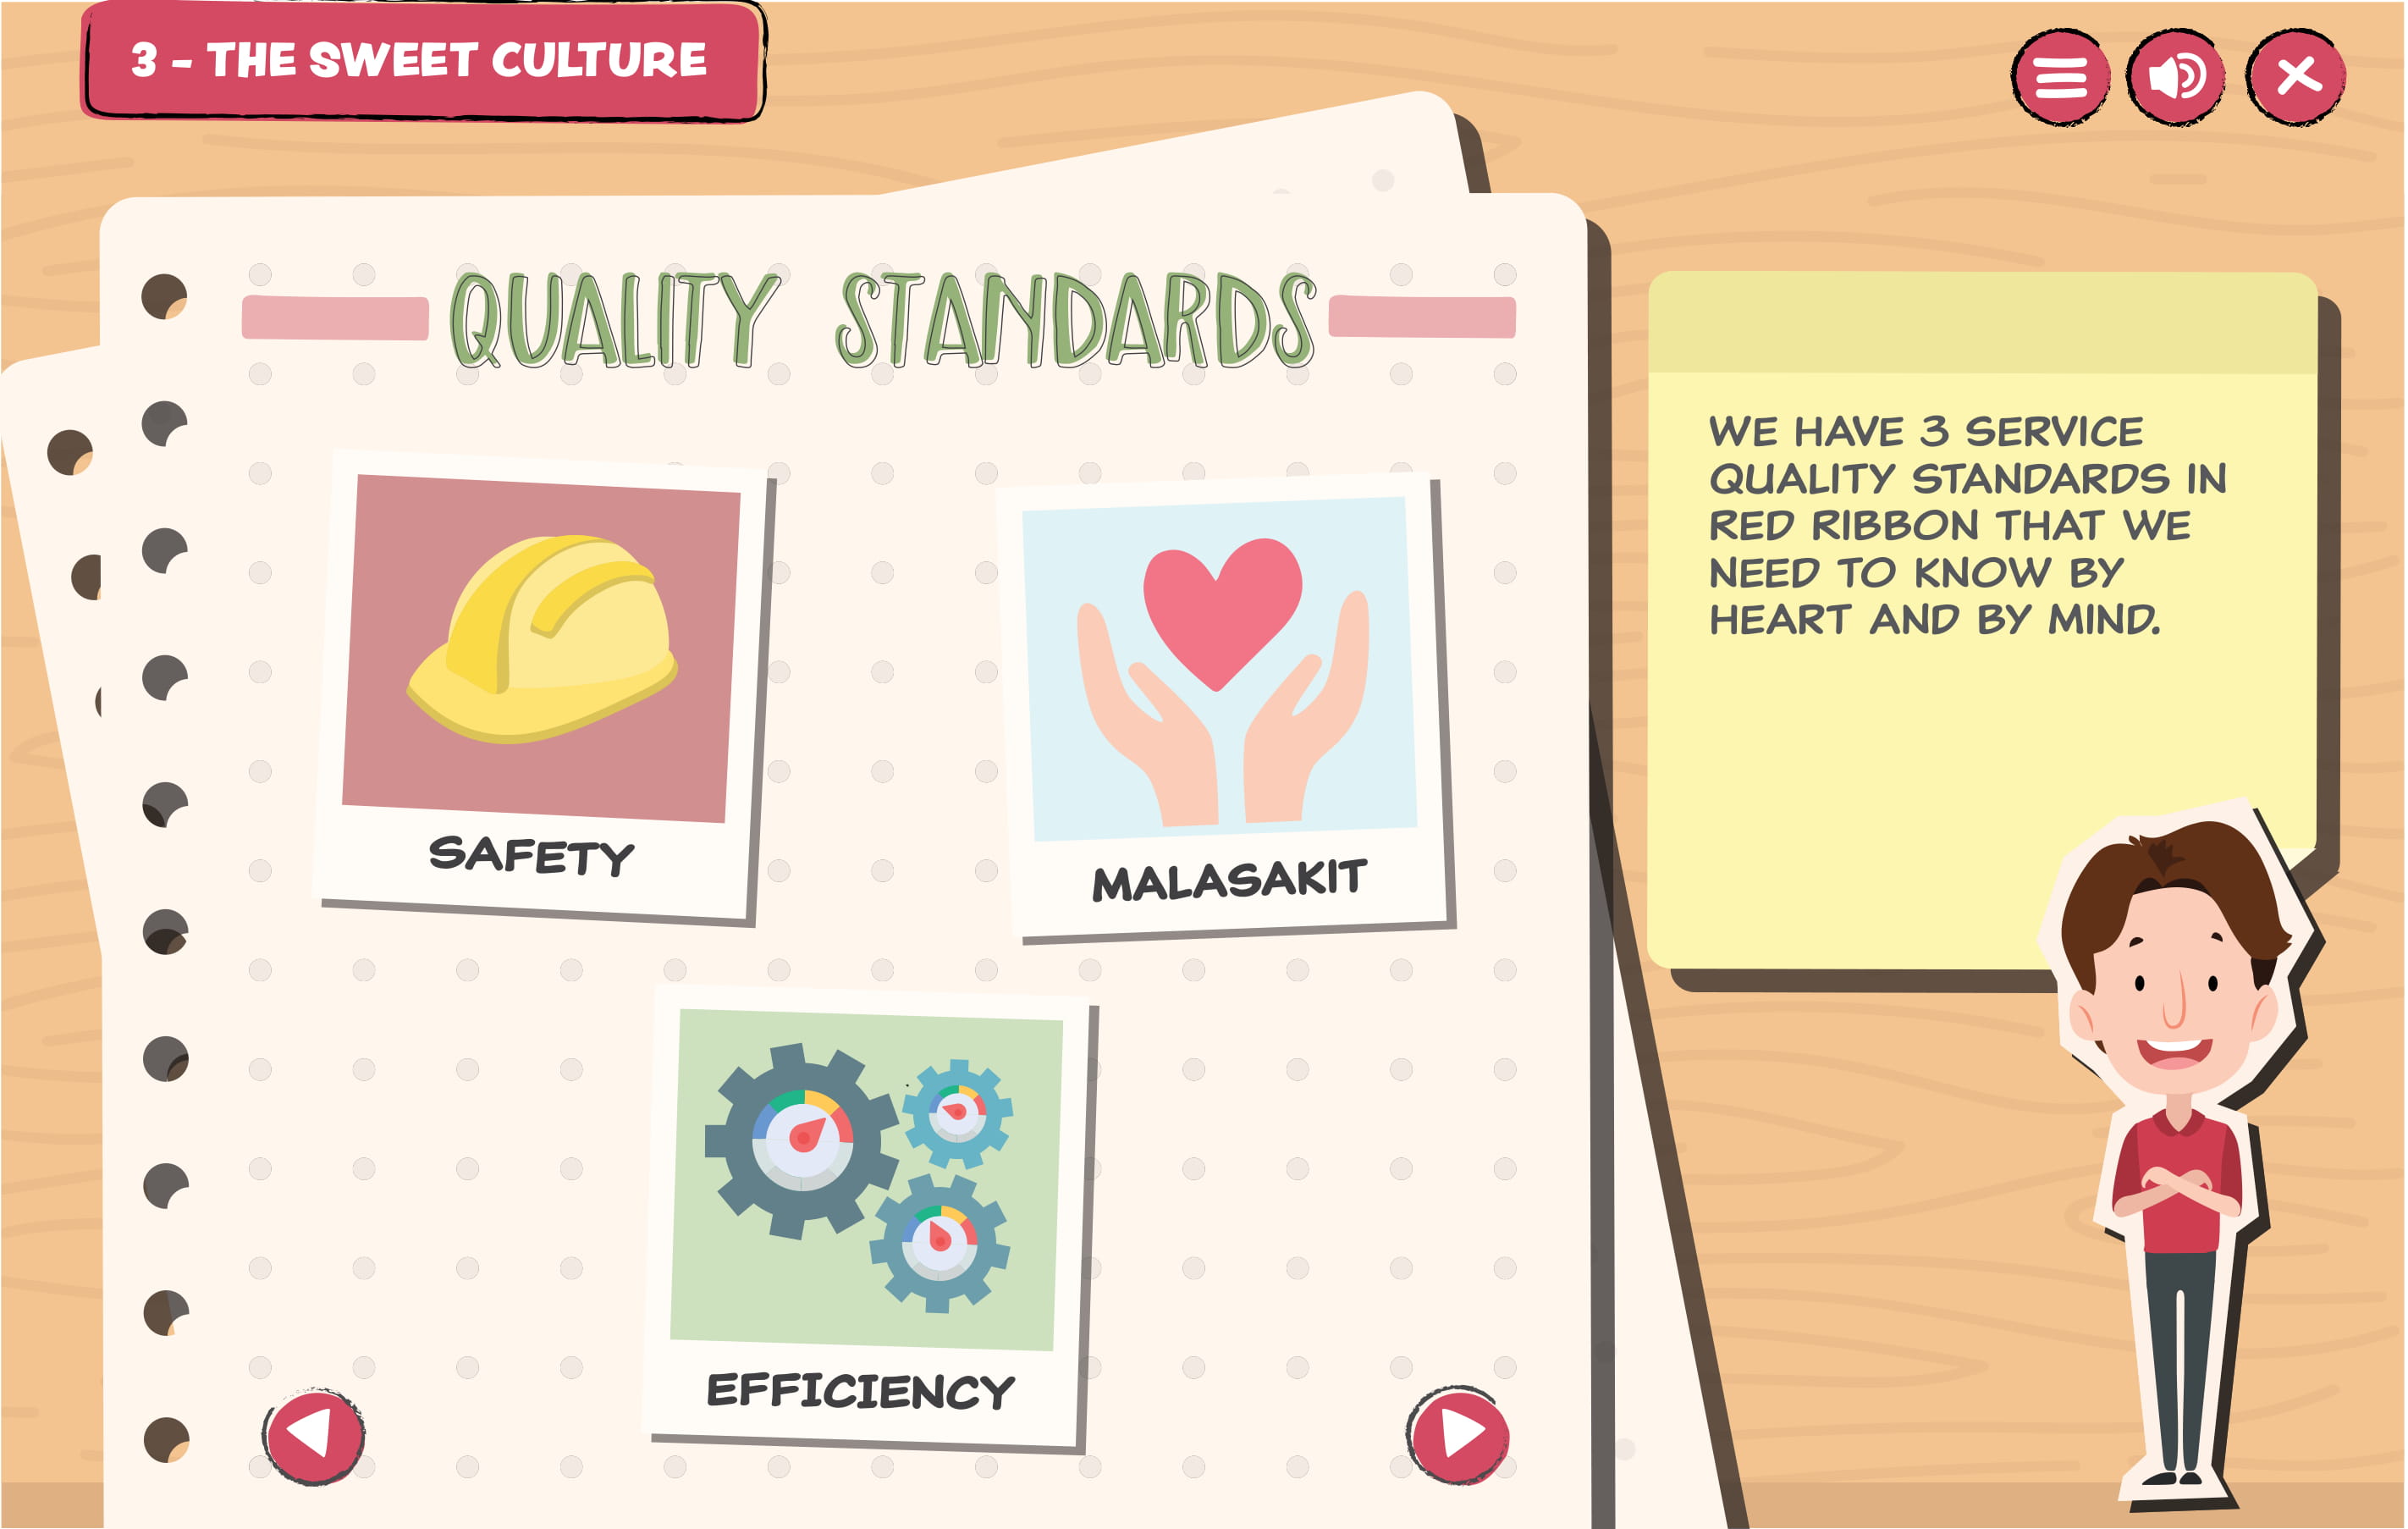 3 - THE SWEET CULTURE
QUALITY STANDARDS
SAFETY
MALASAKIT
EFFICIENCY
WE HAVE 3 SERVICE
QUALITY STANDARDS IN
RED RIBBON THAT WE
NEED TO KNOW BY
HEART AND BY MIND.